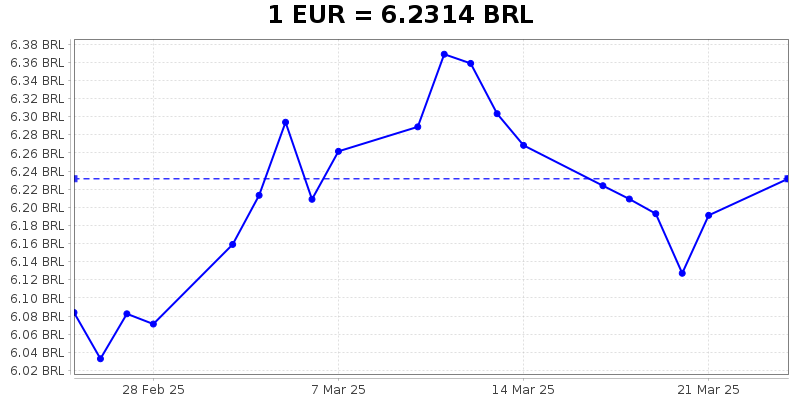 1 EUR = 6.2314 BRL
6.38 BRL
6.36 BRL
6.34 BRL
6.32 BRL
6.30 BRL
6.28 BRL
6.26 BRL
6.24 BRL
6.22 BRL
6.20 BRL
6.18 BRL
6.16 BRL
6.14 BRL
6.12 BRL
6.10 BRL
6.08 BRL
6.06 BRL
6.04 BRL
6.02 BRL
28 Feb 25
7 Mar 25
14 Mar 25
21 Mar 25